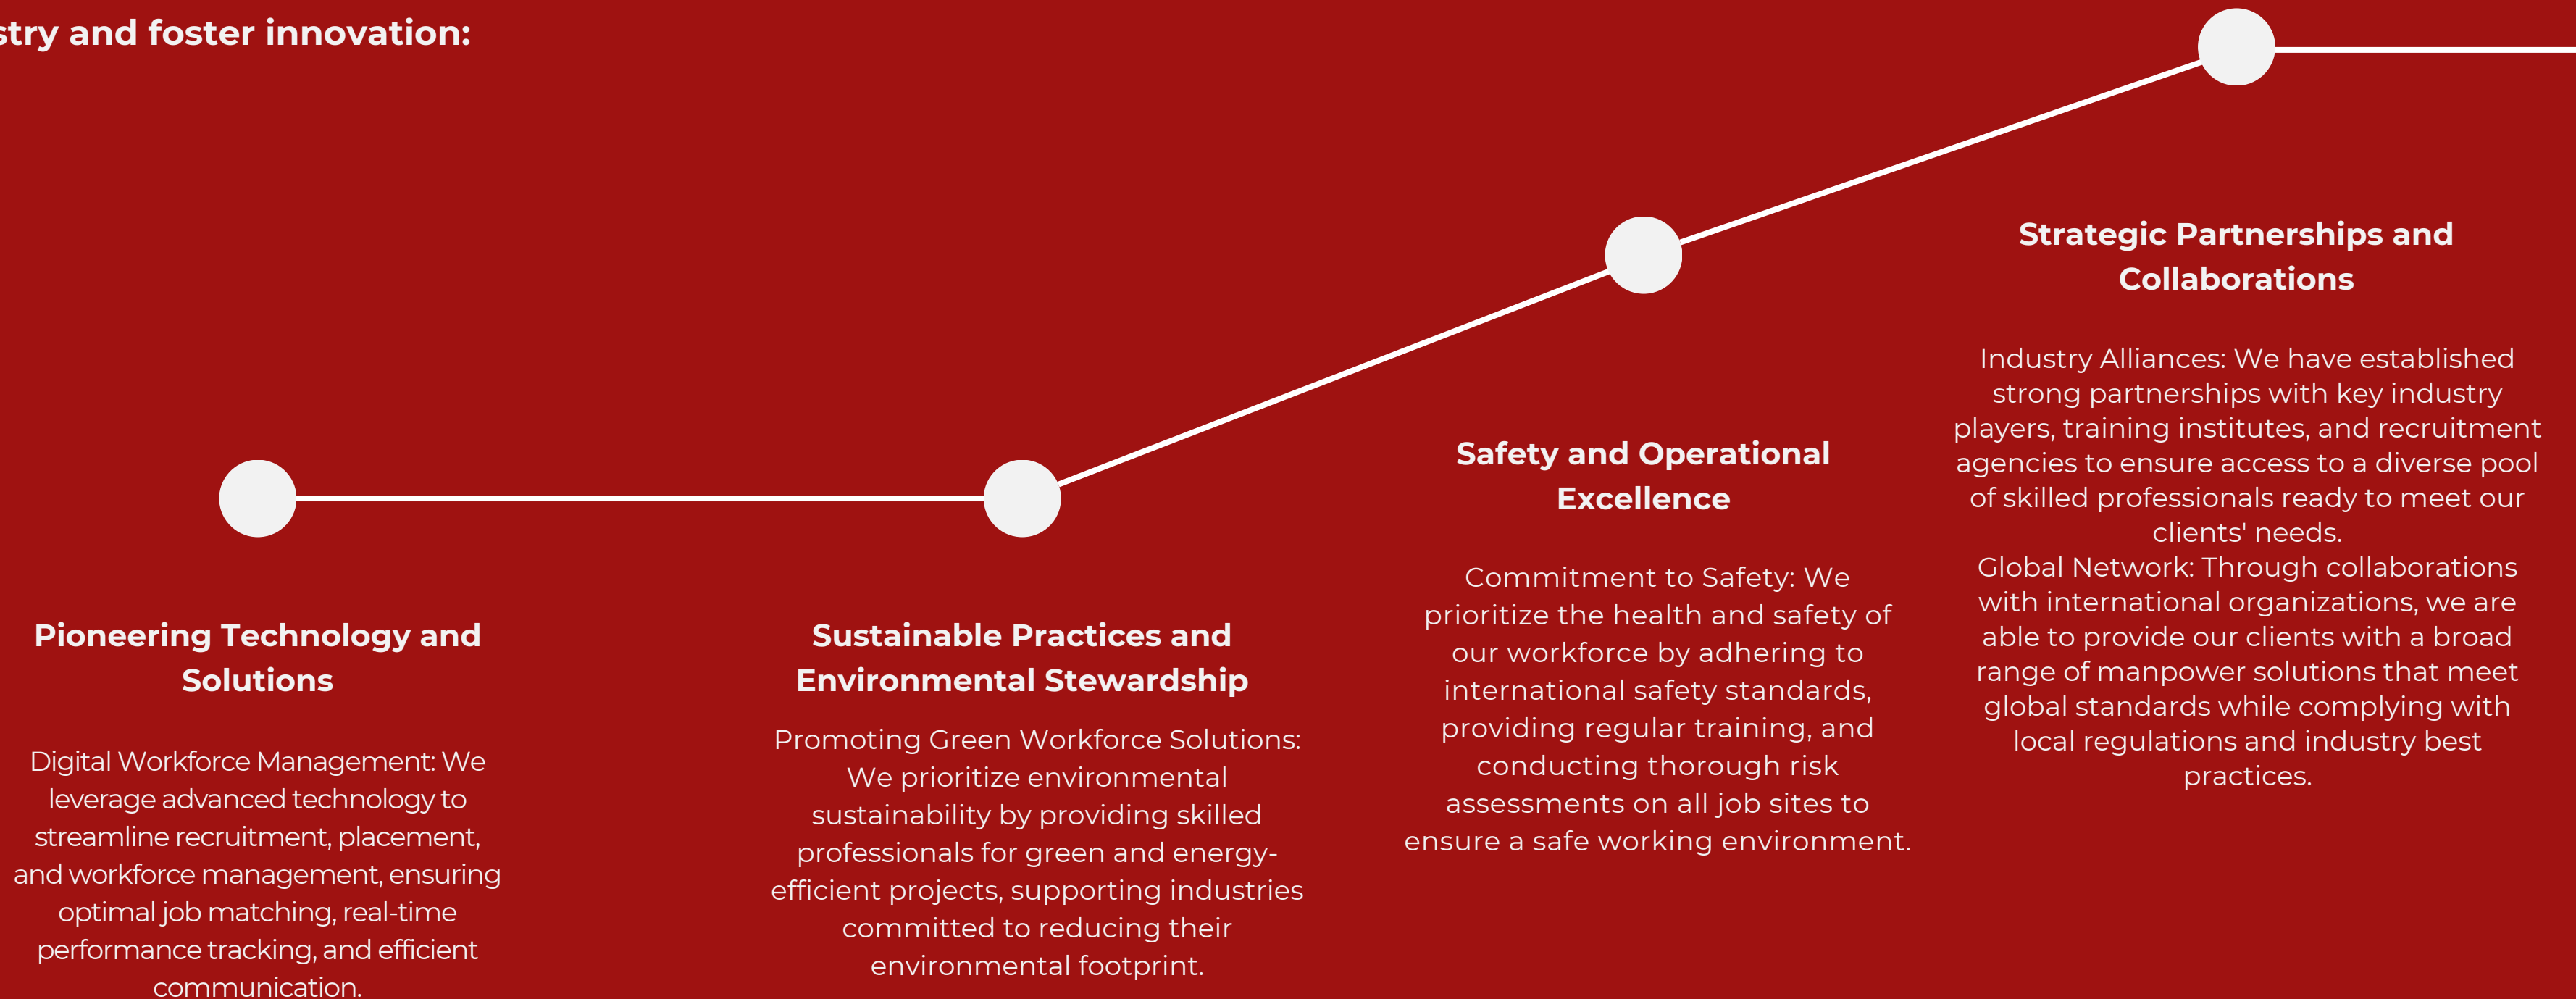 stry and foster innovation:
Pioneering Technology and
Solutions
Digital Workforce Management: We
leverage advanced technology to
streamline recruitment, placement,
and workforce management, ensuring
optimal job matching, real-time
performance tracking, and efficient
communication.
Sustainable Practices and
Environmental Stewardship
Promoting Green Workforce Solutions:
We prioritize environmental
sustainability by providing skilled
professionals for green and energy-
efficient projects, supporting industries
committed to reducing their
environmental footprint.
Safety and Operational
Excellence
Commitment to Safety: We
prioritize the health and safety of
our workforce by adhering to
international safety standards,
providing regular training, and
conducting thorough risk
assessments on all job sites to
ensure a safe working environment.
Strategic Partnerships and
Collaborations
Industry Alliances: We have established
strong partnerships with key industry
players, training institutes, and recruitment
agencies to ensure access to a diverse pool
of skilled professionals ready to meet our
clients' needs.
Global Network: Through collaborations
with international organizations, we are
able to provide our clients with a broad
range of manpower solutions that meet
global standards while complying with
local regulations and industry best
practices.